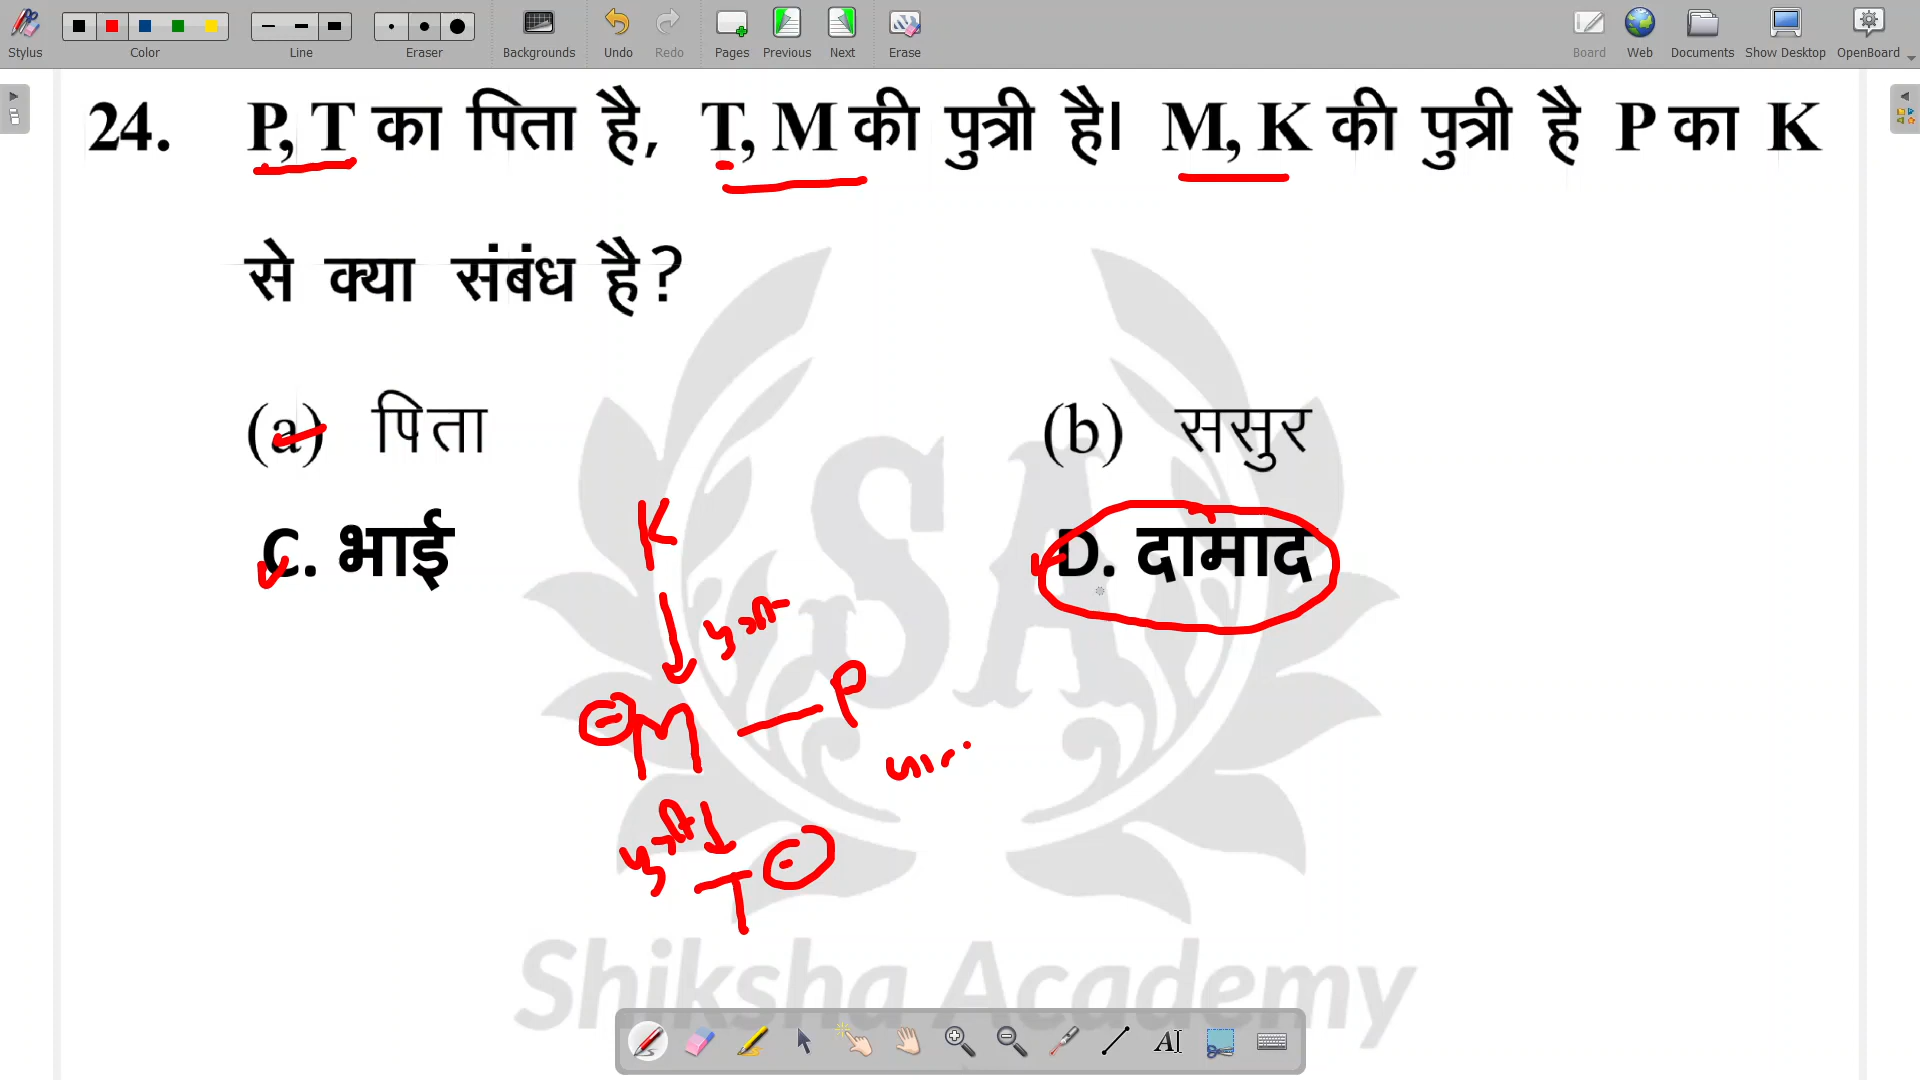 Stylus Color Line Eraser Backgrounds Undo Redo Pages Previous Next Erase Board Web Documents Show Desktop OpenBoard
24. P, T का पिता है, T, M की पुत्री है। M, K की पुत्री है P का K
से क्या संबंध है?
(a) पिता (b) ससुर
C. भाई D. दामाद
K
पुत्री
M P
पुत्री
T
Shiksha Academy
SA